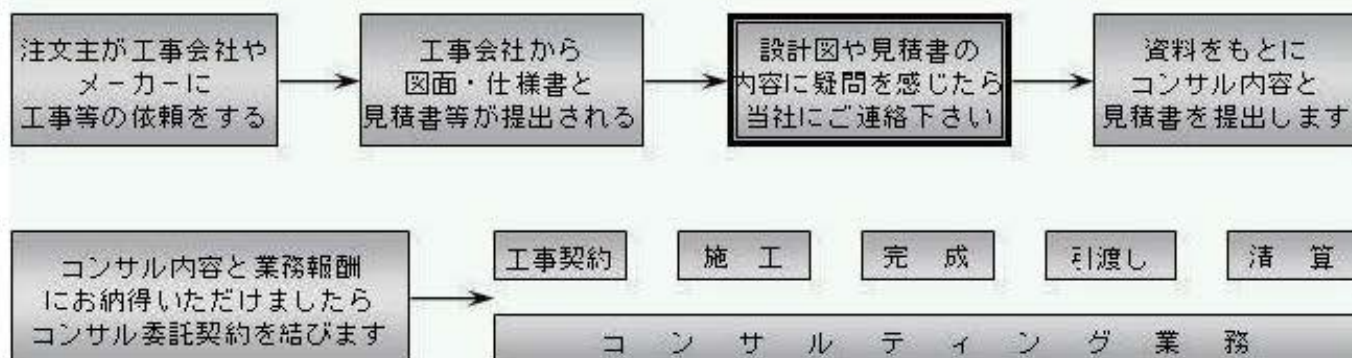 注文主が工事会社や
メーカーに
工事等の依頼をする
工事会社から
図面・仕様書と
見積書等が提出される
設計図や見積書の
内容に疑問を感じたら
当社にご連絡下さい
資料をもとに
コンサル内容と
見積書を提出します
コンサル内容と業務報酬
にお納得いただけましたら
コンサル委託契約を結びます
工事契約
施工
完成
引渡し
清算
コンサルティング業務